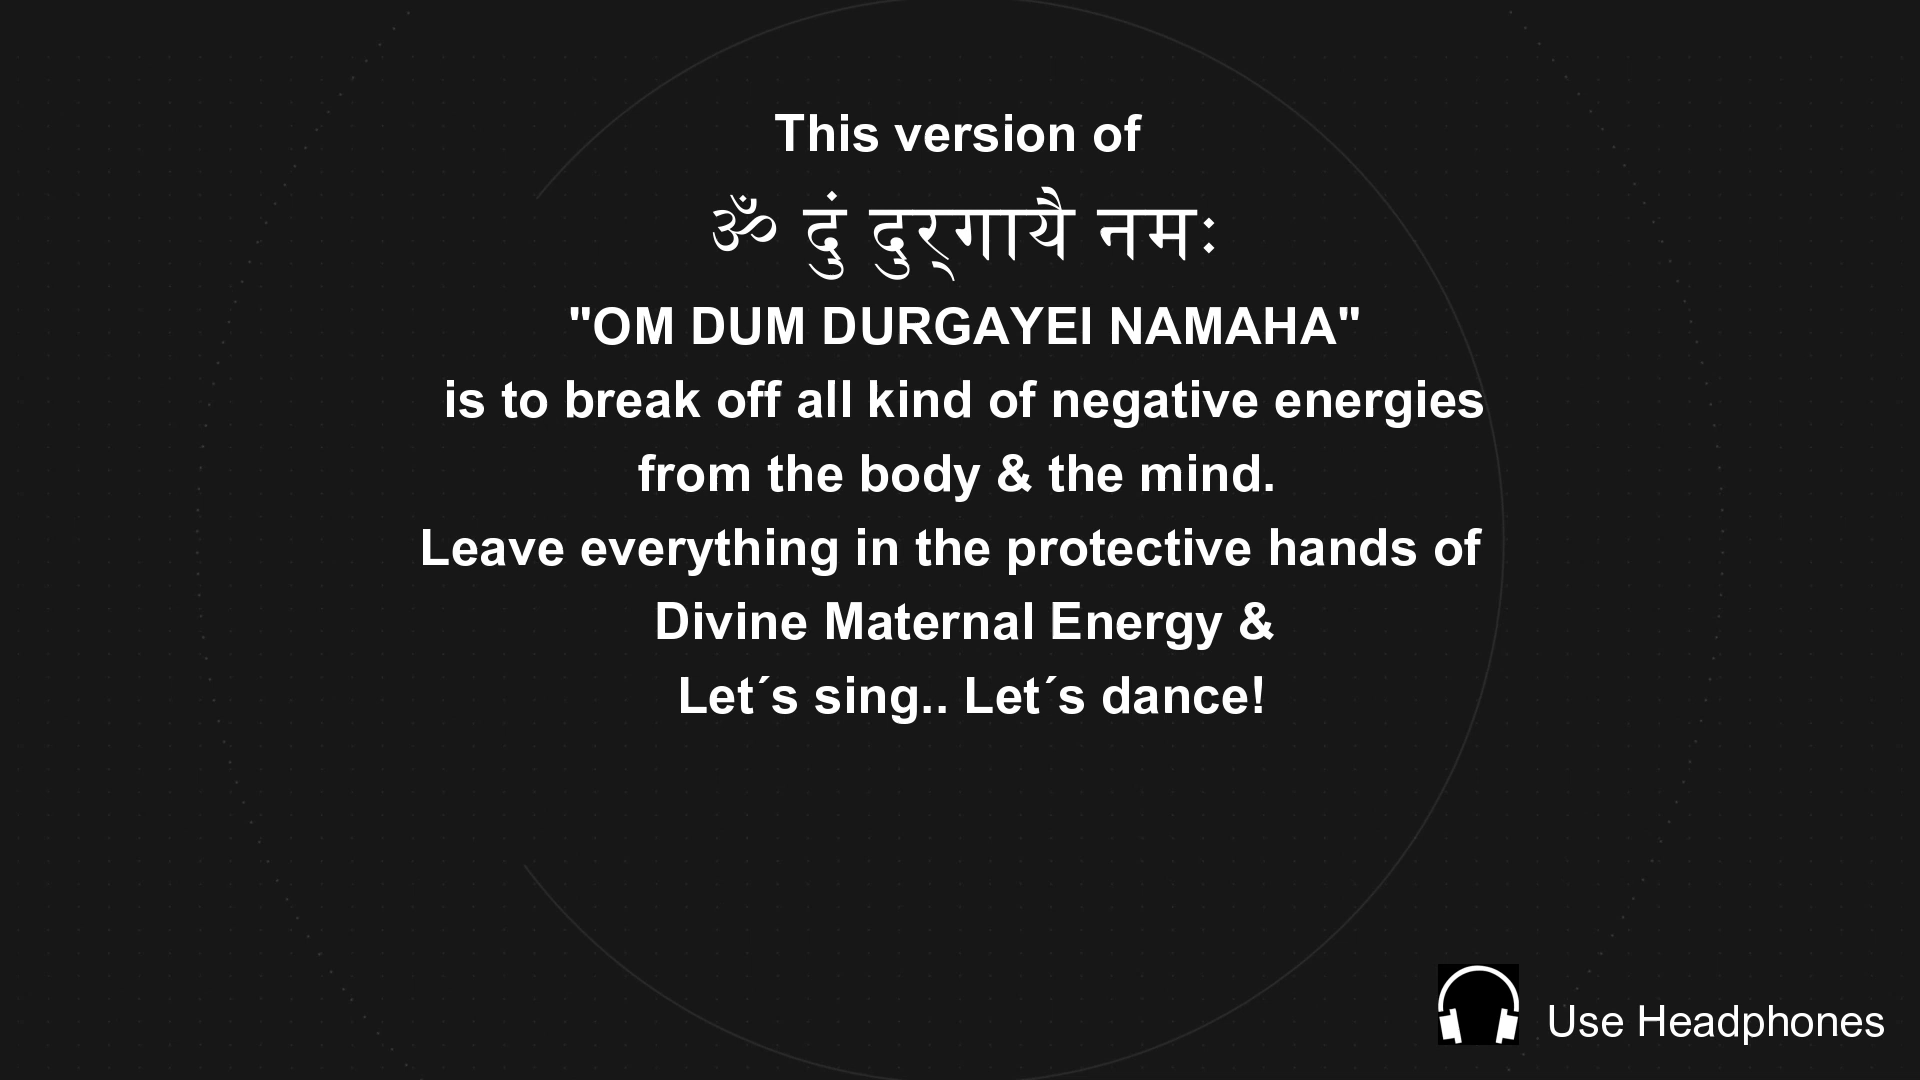 This version of
ॐ दुं दुर्‌गायै नमः
"OM DUM DURGAYEI NAMAHA"
is to break off all kind of negative energies
from the body & the mind.
Leave everything in the protective hands of
Divine Maternal Energy &
Let´s sing.. Let´s dance!
Use Headphones